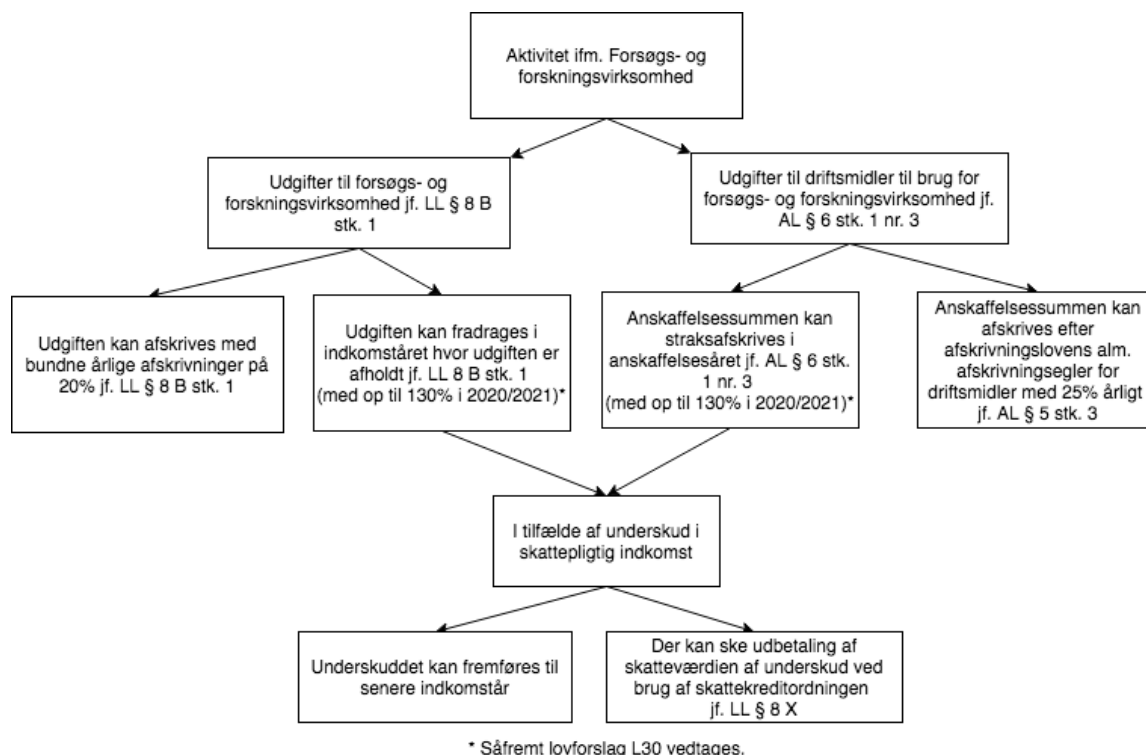 Aktivitet ifm. Forsøgs- og
forskningsvirksomhed
Udgifter til forsøgs- og
forskningsvirksomhed jf. LL § 8 B
stk. 1
Udgifter til driftsmidler til brug for
forsøgs- og forskningsvirksomhed jf.
AL § 6 stk. 1 nr. 3
Udgiften kan afskrives med
bundne årlige afskrivninger på
20% jf. LL § 8 B stk. 1
Udgiften kan fradrages i
indkomståret hvor udgiften er
afholdt jf. LL 8 B stk. 1
(med op til 130% i 2020/2021)*
Anskaffelsessummen kan
straksafskrives i
anskaffelsesåret jf. AL § 6 stk.
1 nr. 3
(med op til 130% i 2020/2021)*
Anskaffelsessummen kan
afskrives efter
afskrivningslovens alm.
afskrivningsegler for
driftsmidler med 25% årligt
jf. AL § 5 stk. 3
I tilfælde af underskud i
skattepligtig indkomst
Underskuddet kan fremføres til
senere indkomstår
Der kan ske udbetaling af
skatteværdien af underskud ved
brug af skattekreditordningen
jf. LL § 8 X
* Såfremt lovforslag L30 vedtages.